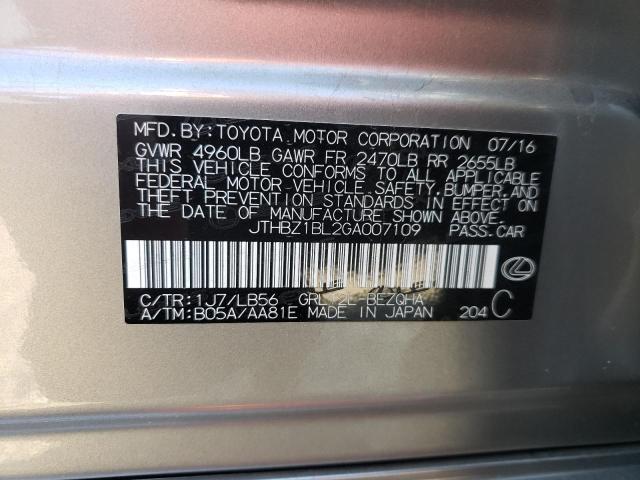 MFD.BY:TOYOTA MOTOR CORPORATION 07/16
GVWR 4960LB GAWR FR 2470LB RR 2655LB
THIS VEHICLE CONFORMS TO ALL APPLICABLE
FEDERAL MOTOR VEHICLE SAFETY,BUMPER,AND
THEFT PREVENTION STANDARDS IN EFFECT ON
THE DATE OF MANUFACTURE SHOWN ABOVE.
JTHBZ1BL2GA007109 PASS.CAR
C/TR:1J7/LB56 GRL12L-BEZQHA
A/TM:B05A/AA81E MADE IN JAPAN 204 C